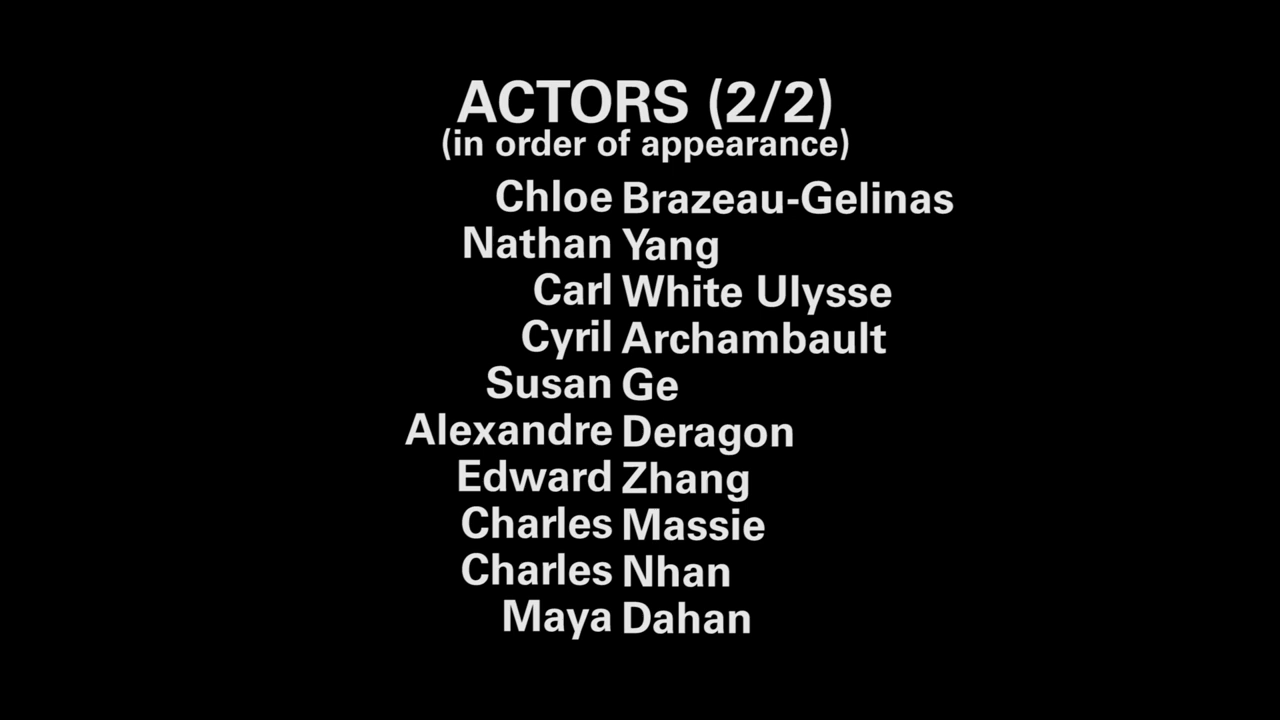 ACTORS (2/2)
(in order of appearance)
Chloe Brazeau-Gelinas
Nathan Yang
Carl White Ulysse
Cyril Archambault
Susan Ge
Alexandre Deragon
Edward Zhang
Charles Massie
Charles Nhan
Maya Dahan